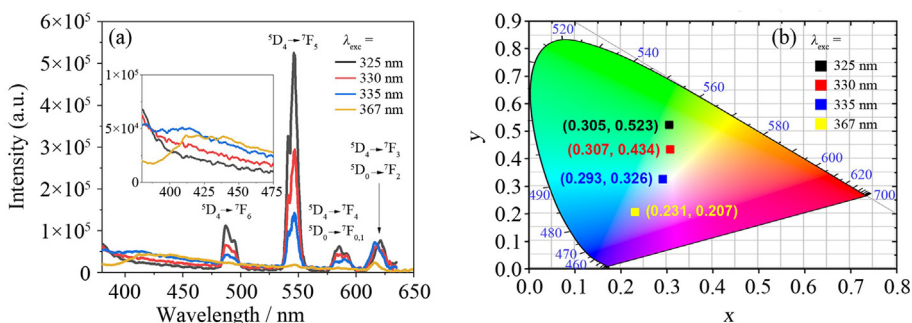 (a)
⁵D₄→⁷F₅
λexc =
325 nm
330 nm
335 nm
367 nm
6×10⁵
5×10⁵
4×10⁵
3×10⁵
2×10⁵
1×10⁵
0
Intensity (a.u.)
1×10⁵
5×10⁴
0
400 425 450 475
⁵D₄→⁷F₆
⁵D₄→⁷F₃
⁵D₀→⁷F₂
⁵D₄→⁷F₄
⁵D₀→⁷F₀,₁
400 450 500 550 600 650
Wavelength / nm
(b)
λexc =
325 nm
330 nm
335 nm
367 nm
0.9
0.8
0.7
0.6
0.5
0.4
0.3
0.2
0.1
0.0
y
520
540
560
580
600
620
700
490
480
470
460
(0.305, 0.523)
(0.307, 0.434)
(0.293, 0.326)
(0.231, 0.207)
0.0 0.1 0.2 0.3 0.4 0.5 0.6 0.7 0.8
x